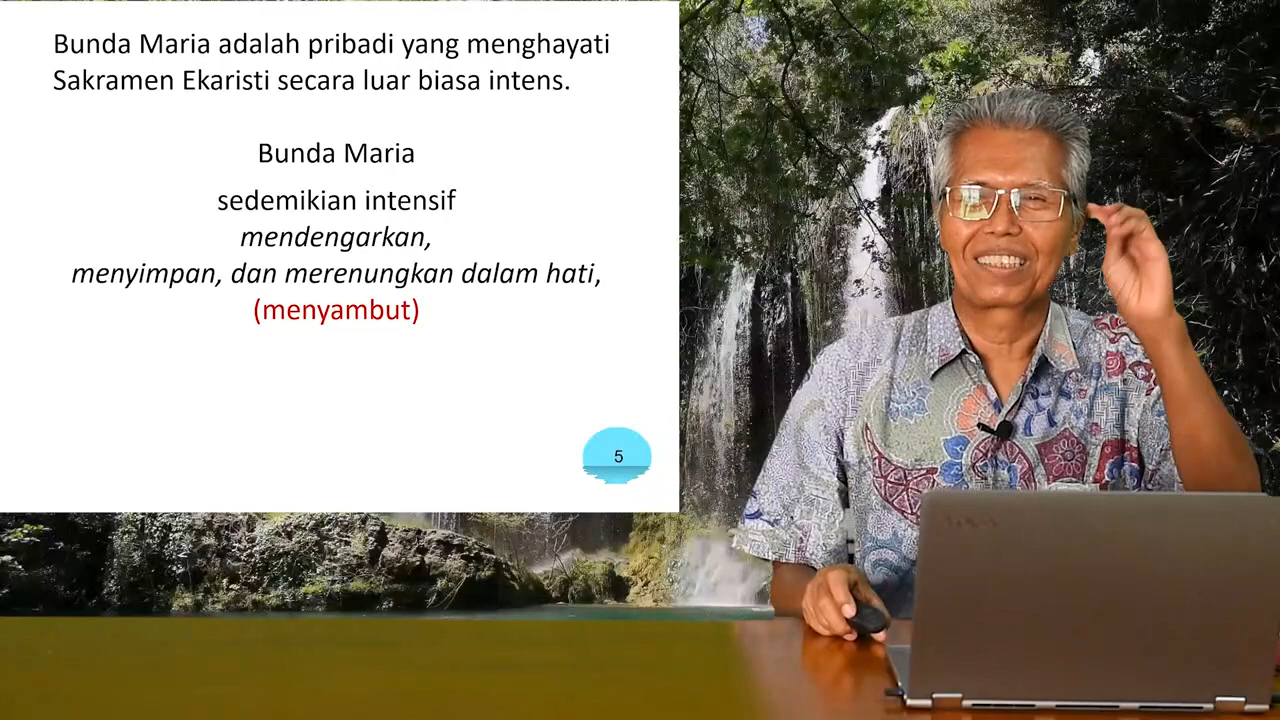 Bunda Maria adalah pribadi yang menghayati
Sakramen Ekaristi secara luar biasa intens.
Bunda Maria
sedemikian intensif
mendengarkan,
menyimpan, dan merenungkan dalam hati,
(menyambut)
5